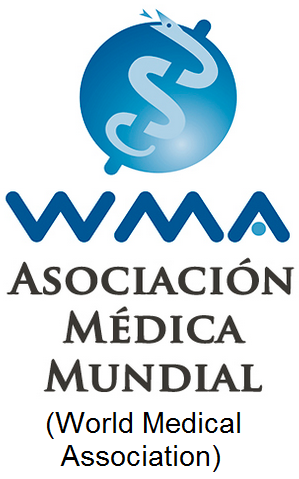 WMA
ASOCIACIÓN
MÉDICA
MUNDIAL
(World Medical
Association)